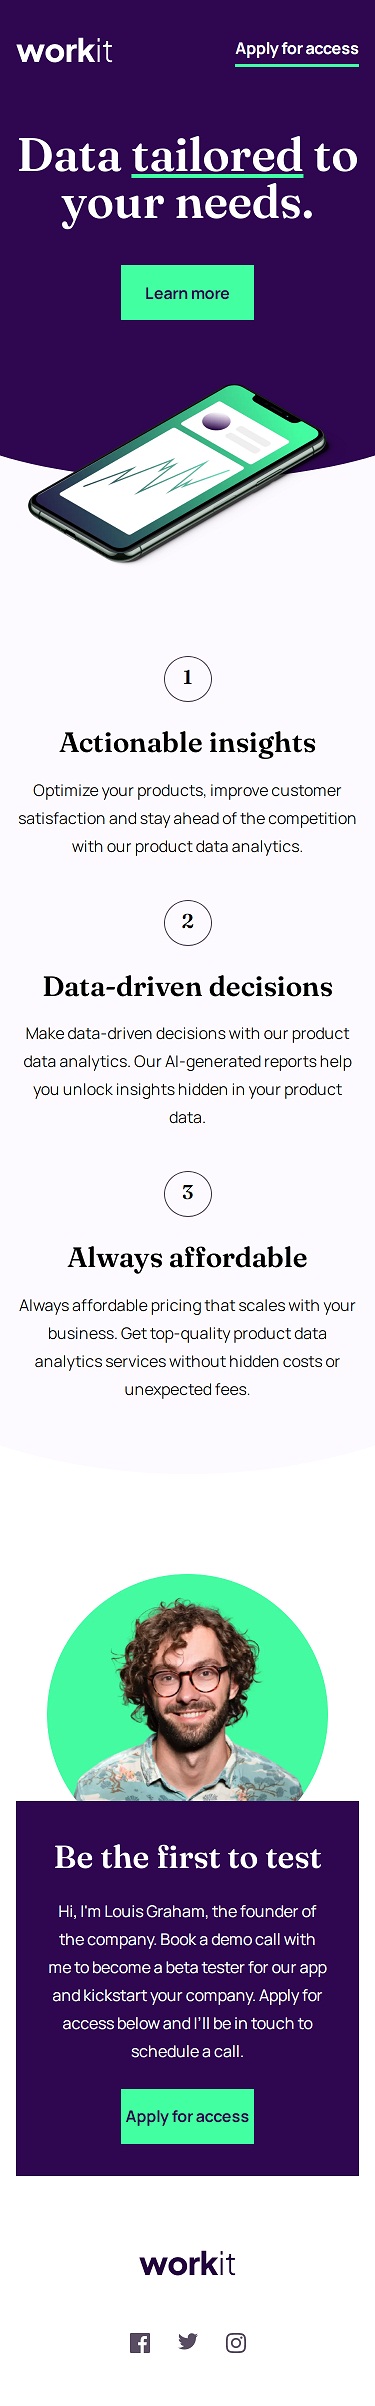 workit
Apply for access
Data tailored to
your needs.
Learn more
1
Actionable insights
Optimize your products, improve customer
satisfaction and stay ahead of the competition
with our product data analytics.
2
Data-driven decisions
Make data-driven decisions with our product
data analytics. Our AI-generated reports help
you unlock insights hidden in your product
data.
3
Always affordable
Always affordable pricing that scales with your
business. Get top-quality product data
analytics services without hidden costs or
unexpected fees.
Be the first to test
Hi, I'm Louis Graham, the founder of
the company. Book a demo call with
me to become a beta tester for our app
and kickstart your company. Apply for
access below and I'll be in touch to
schedule a call.
Apply for access
workit